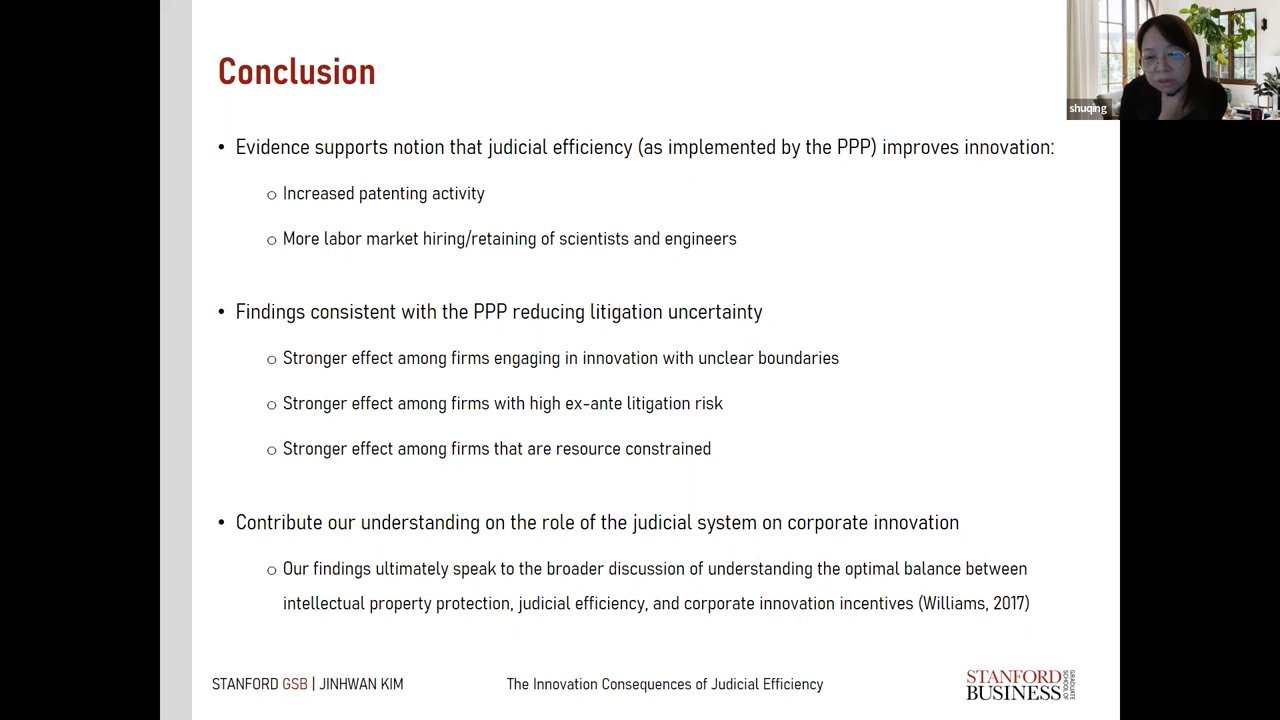 Conclusion
shuqing
• Evidence supports notion that judicial efficiency (as implemented by the PPP) improves innovation:
o Increased patenting activity
o More labor market hiring/retaining of scientists and engineers
• Findings consistent with the PPP reducing litigation uncertainty
o Stronger effect among firms engaging in innovation with unclear boundaries
o Stronger effect among firms with high ex-ante litigation risk
o Stronger effect among firms that are resource constrained
• Contribute our understanding on the role of the judicial system on corporate innovation
o Our findings ultimately speak to the broader discussion of understanding the optimal balance between
intellectual property protection, judicial efficiency, and corporate innovation incentives (Williams, 2017)
STANFORD GSB | JINHWAN KIM
The Innovation Consequences of Judicial Efficiency
STANFORD
BUSINESS
GRADUATE
SCHOOL OF